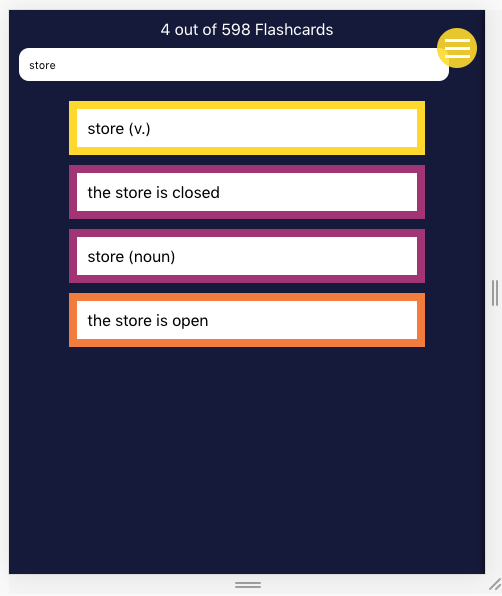 4 out of 598 Flashcards
store
store (v.)
the store is closed
store (noun)
the store is open